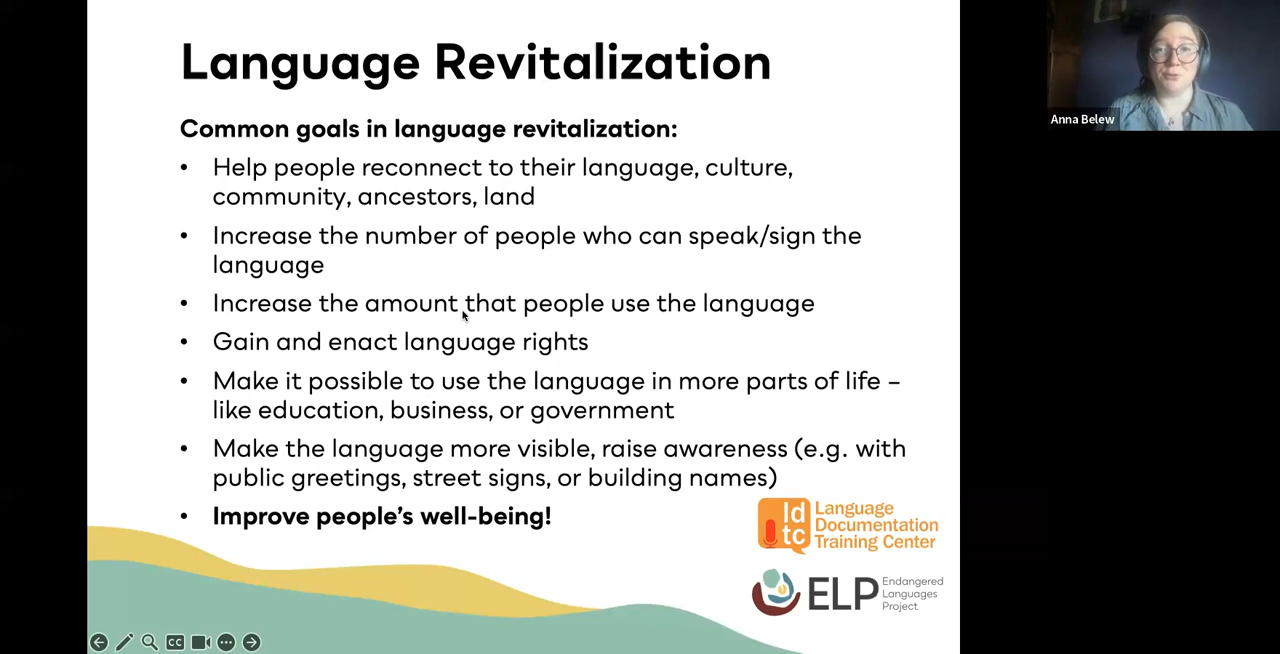 Language Revitalization
Common goals in language revitalization:
• Help people reconnect to their language, culture,
community, ancestors, land
• Increase the number of people who can speak/sign the
language
• Increase the amount that people use the language
• Gain and enact language rights
• Make it possible to use the language in more parts of life –
like education, business, or government
• Make the language more visible, raise awareness (e.g. with
public greetings, street signs, or building names)
• Improve people's well-being!
ld
tc
Language
Documentation
Training Center
ELP
Endangered
Languages
Project
CC
Anna Belew